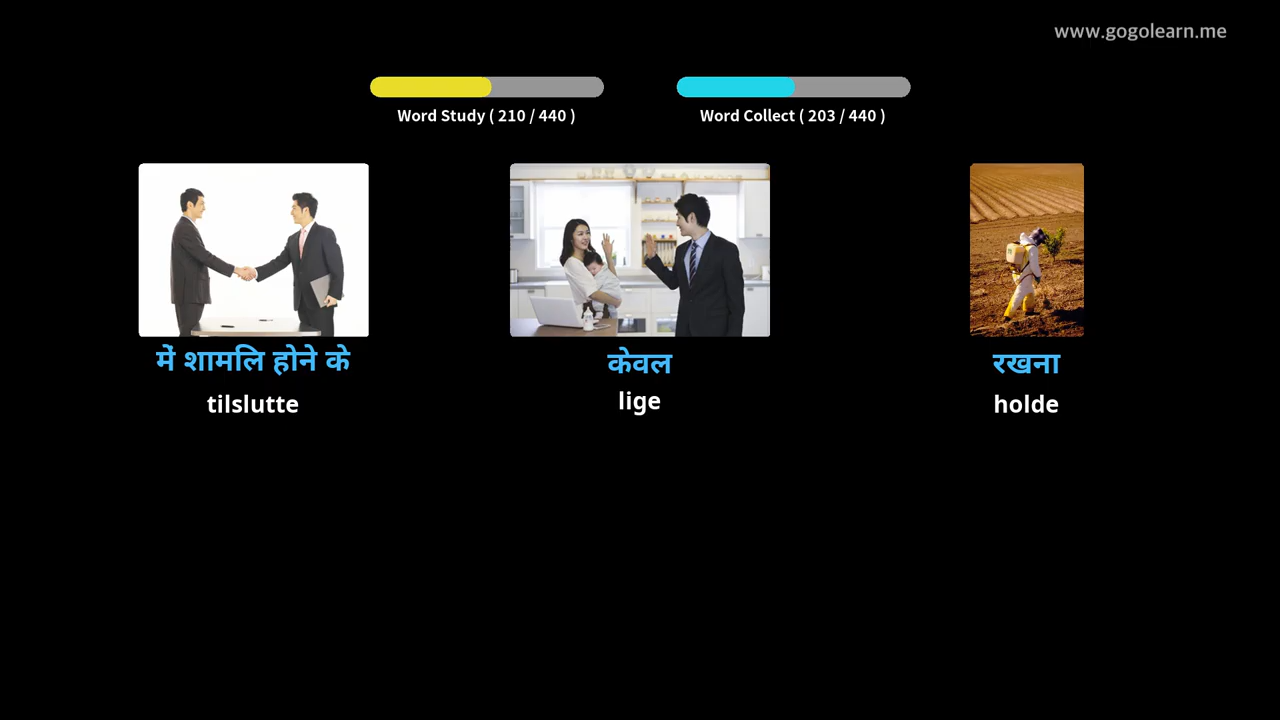 www.gogolearn.me
Word Study ( 210 / 440 )
Word Collect ( 203 / 440 )
में शामलि होने के
केवल
रखना
tilslutte
lige
holde